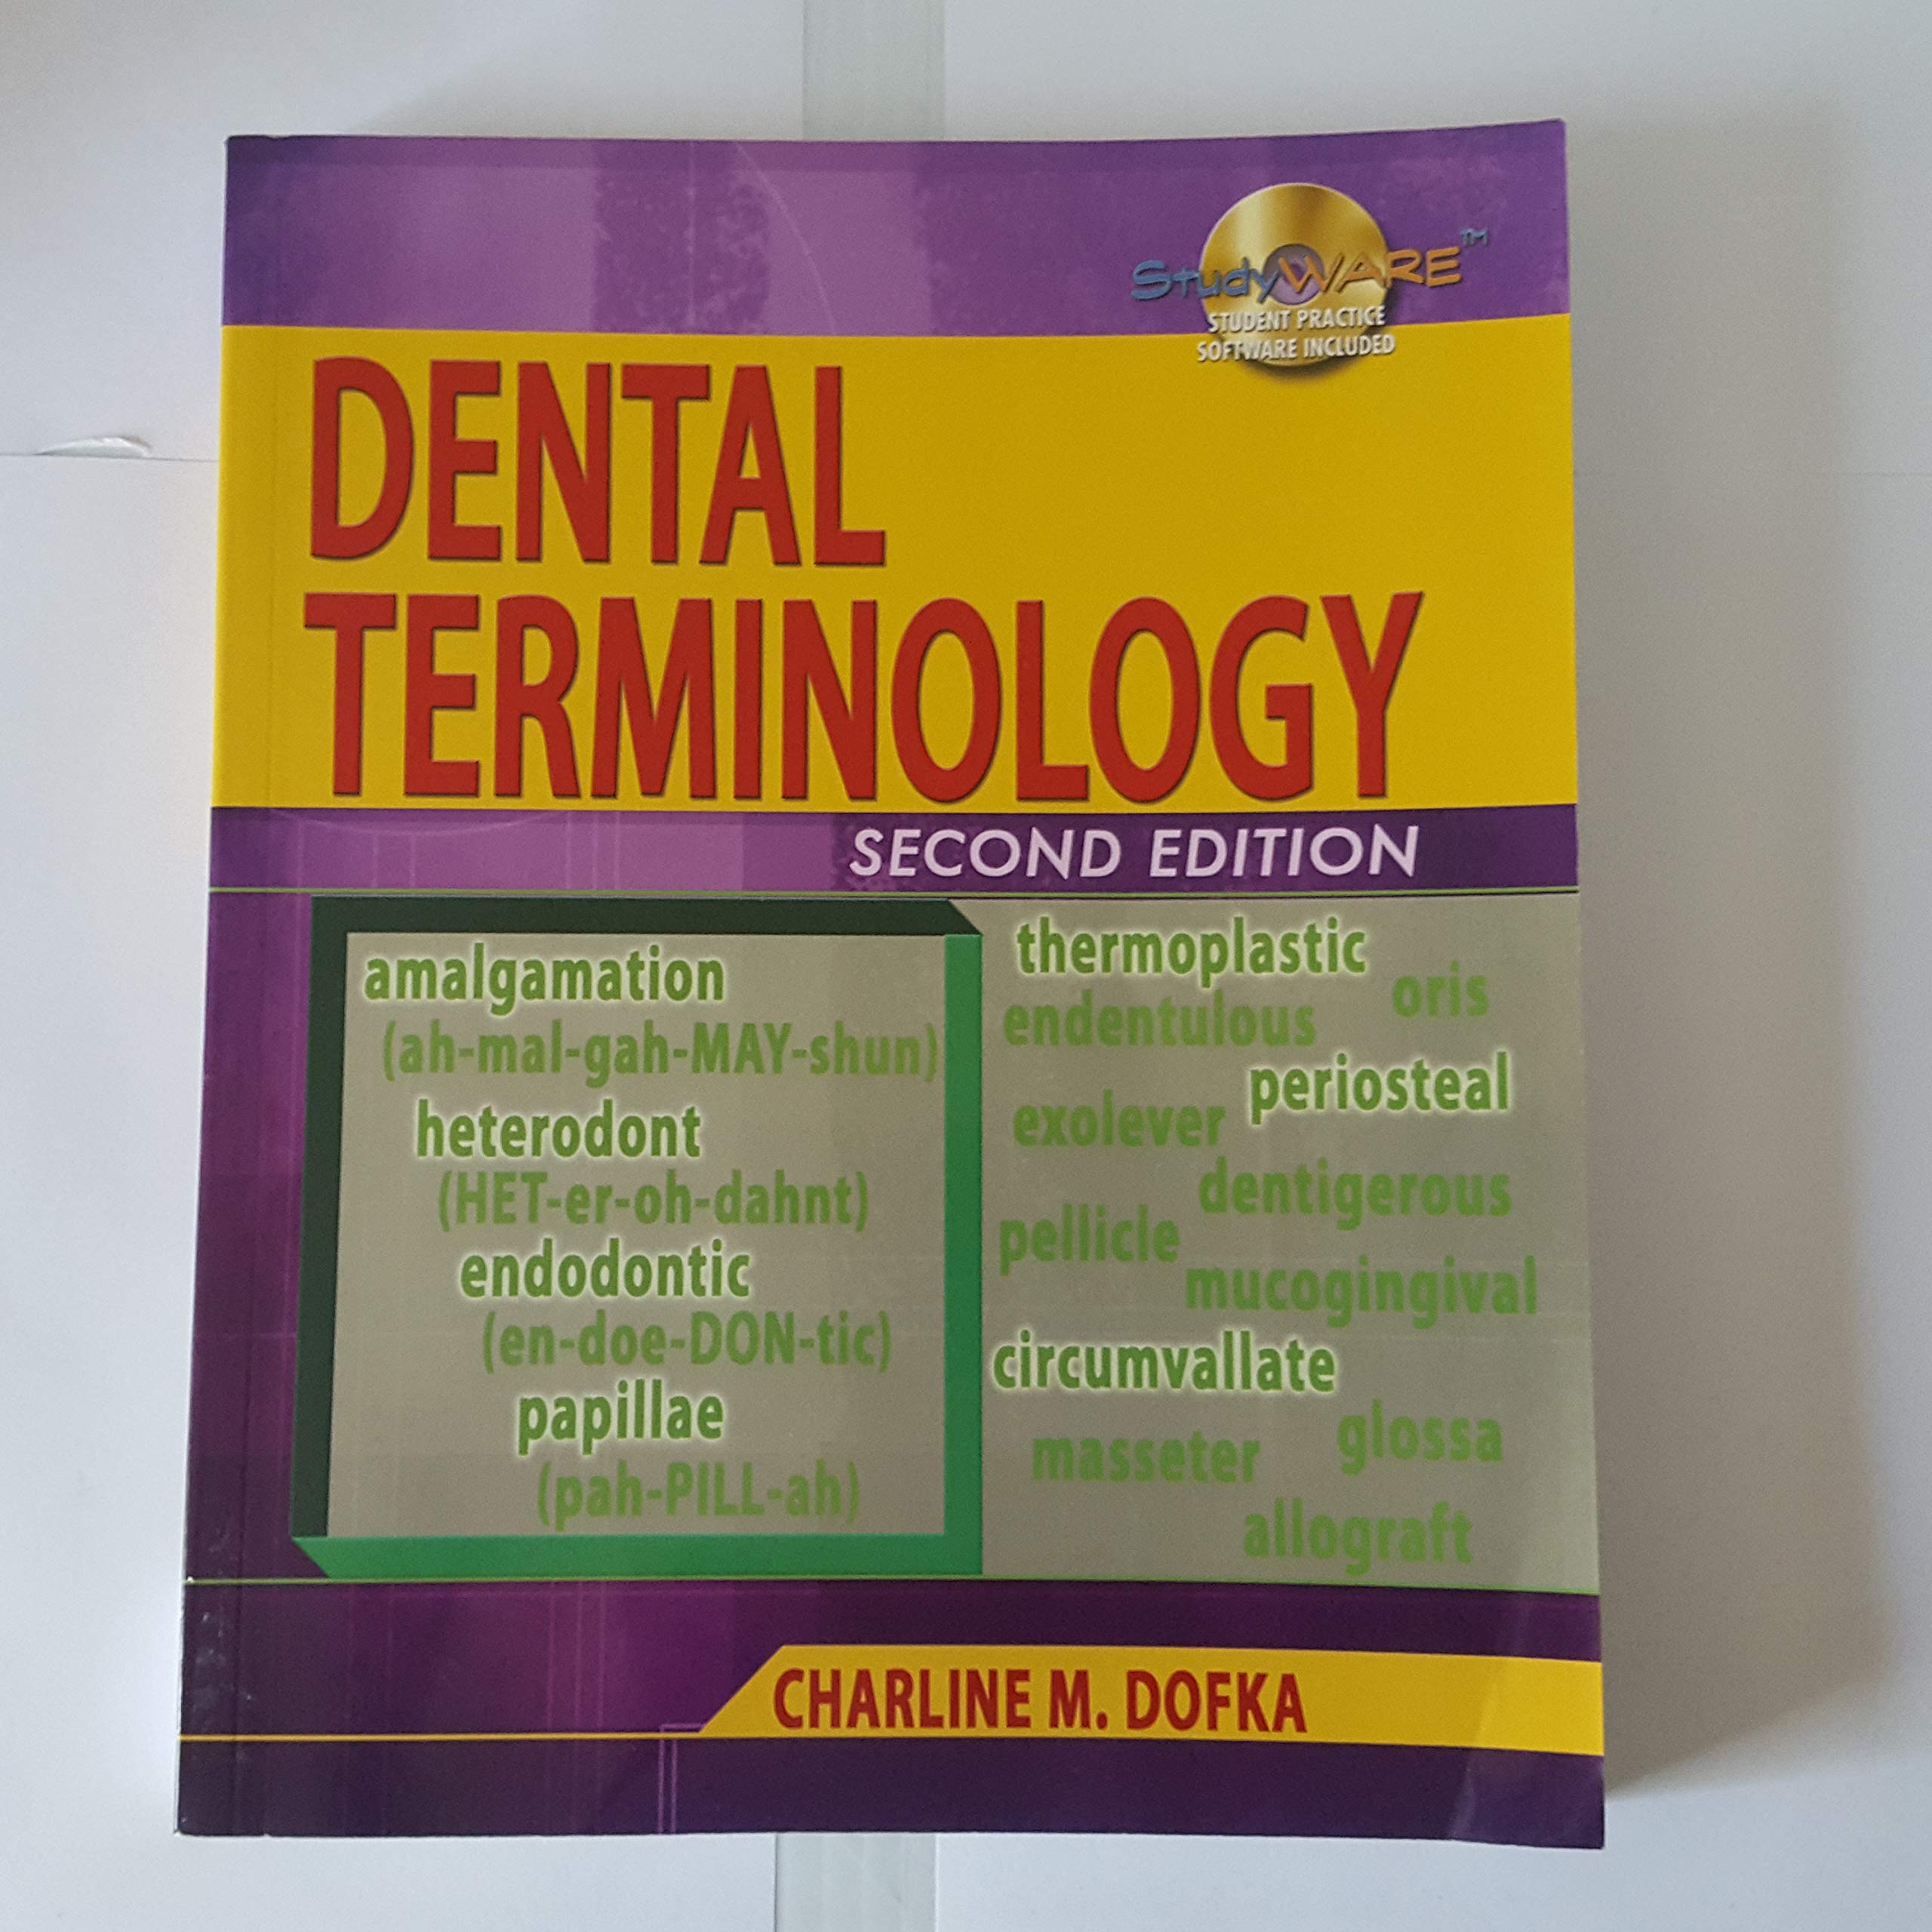 StudyWARE™
STUDENT PRACTICE
SOFTWARE INCLUDED
DENTAL
TERMINOLOGY
SECOND EDITION
amalgamation
(ah-mal-gah-MAY-shun)
heterodont
(HET-er-oh-dahnt)
endodontic
(en-doe-DON-tic)
papillae
(pah-PILL-ah)
thermoplastic
oris
endentulous
periosteal
exolever
dentigerous
pellicle
mucogingival
circumvallate
glossa
masseter
allograft
CHARLINE M. DOFKA